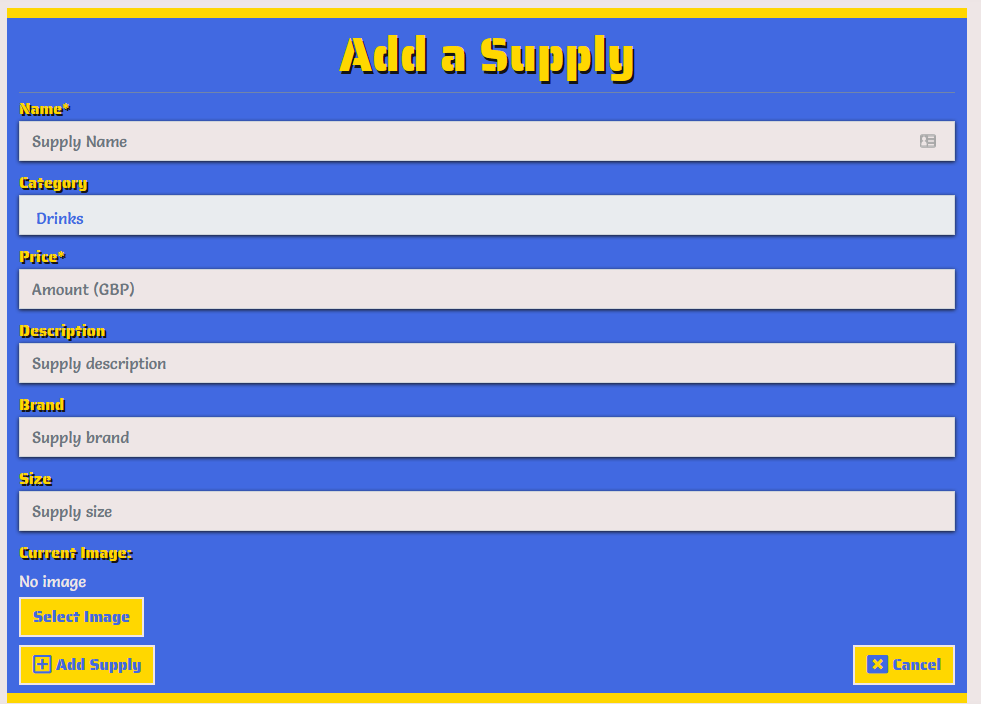 Add a Supply
Name*
Supply Name
Category
Drinks
Price*
Amount (GBP)
Description
Supply description
Brand
Supply brand
Size
Supply size
Current Image:
No image
Select Image
Add Supply
Cancel